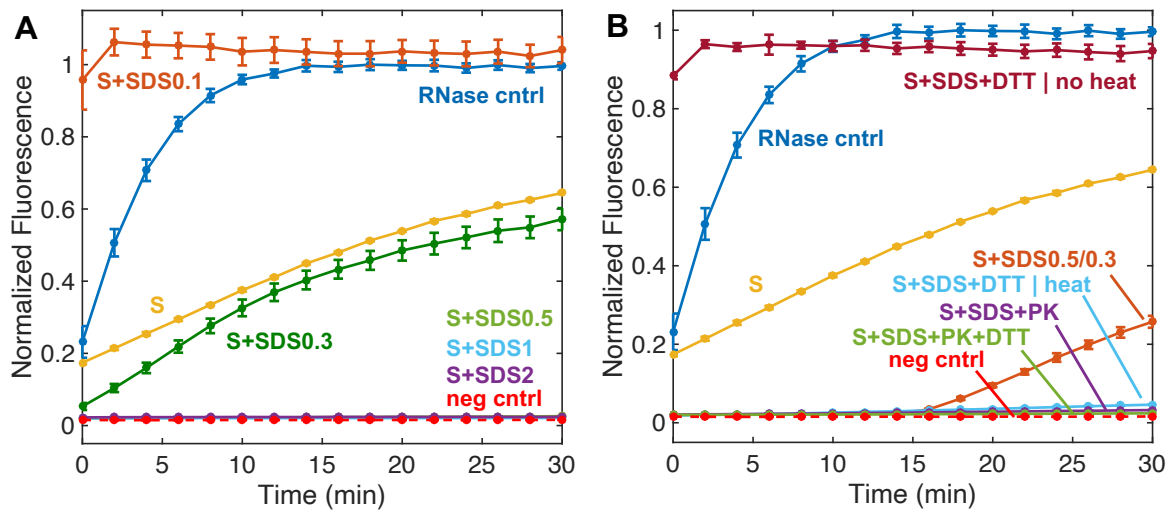 A
Normalized Fluorescence
1
0.8
0.6
0.4
0.2
0
S+SDS0.1
RNase cntrl
S
S+SDS0.3
S+SDS0.5
S+SDS1
S+SDS2
neg cntrl
0 5 10 15 20 25 30
Time (min)
B
Normalized Fluorescence
1
0.8
0.6
0.4
0.2
0
S+SDS+DTT | no heat
RNase cntrl
S
S+SDS0.5/0.3
S+SDS+DTT | heat
S+SDS+PK
S+SDS+PK+DTT
neg cntrl
0 5 10 15 20 25 30
Time (min)